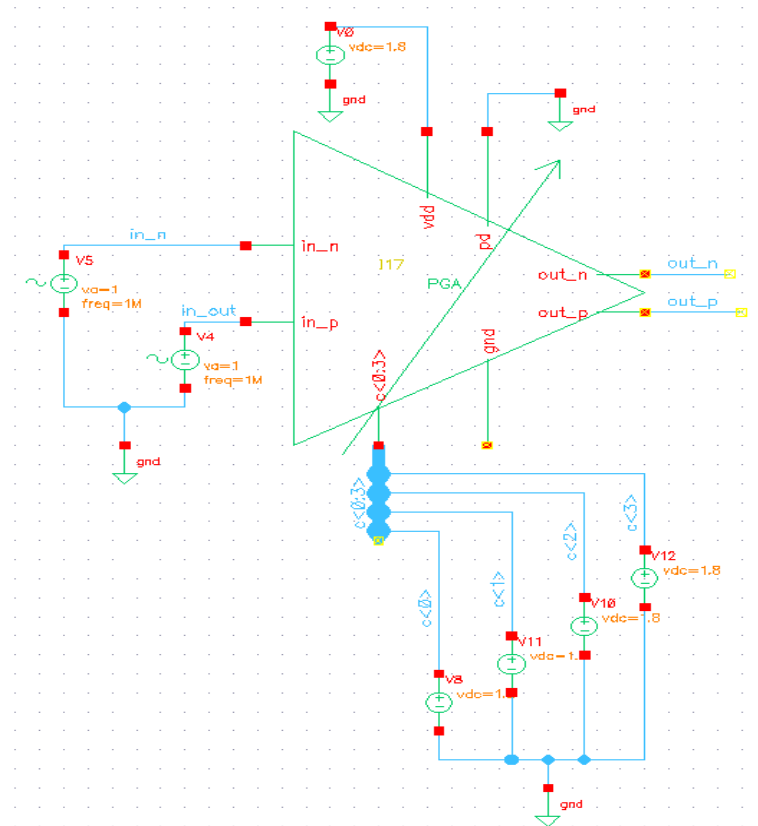 V0
vdc=1.8
gnd
gnd
vdd
pd
in_n
V5
va=.1
freq=1M
in_n
I17
PGA
out_n
out_n
in_out
V4
va=.1
freq=1M
in_p
out_p
out_p
gnd
c<0:3>
gnd
c<0:3>
c<3>
c<2>
c<1>
c<0>
V12
vdc=1.8
V10
vdc=1.8
V11
vdc=1.
V8
vdc=1.
gnd